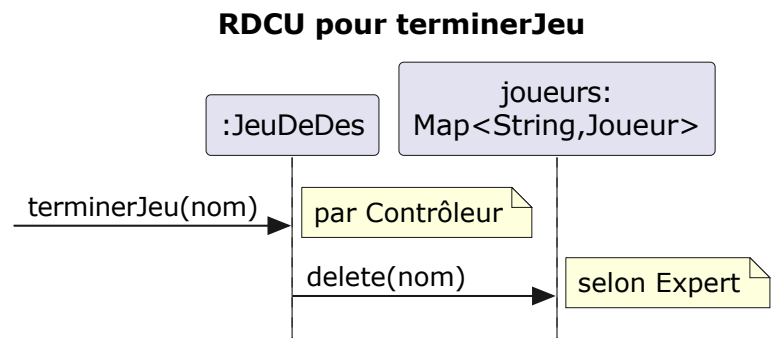 RDCU pour terminerJeu
:JeuDeDes
joueurs:
Map<String,Joueur>
terminerJeu(nom)
par Contrôleur
delete(nom)
selon Expert